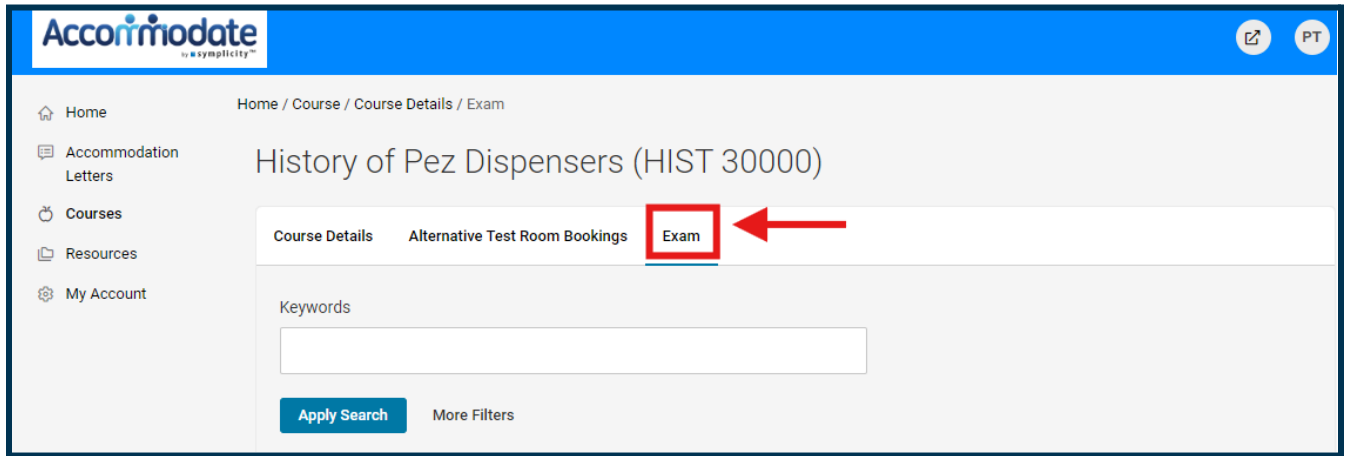 Accommodate
by symplicity™
PT
Home
Home / Course / Course Details / Exam
Accommodation
Letters
History of Pez Dispensers (HIST 30000)
Courses
Course Details Alternative Test Room Bookings Exam
Resources
My Account
Keywords
Apply Search More Filters